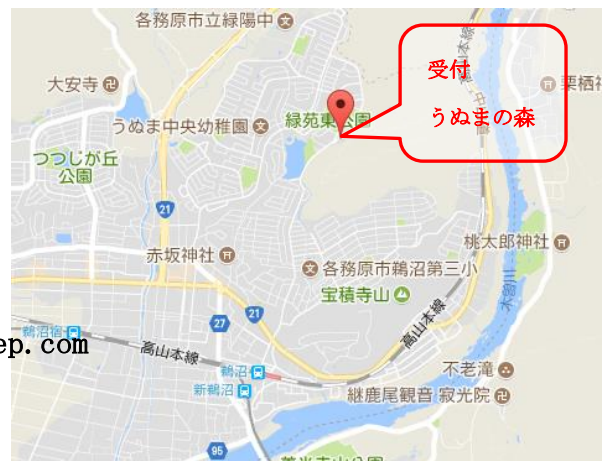 各務原市立緑陽中
受付
高山本線
大安寺
栗栖神
うぬまの森
うぬま中央幼稚園
緑苑東公園
つつじが丘
公園
21
桃太郎神社
赤坂神社
各務原市鵜沼第三小
宝積寺山
木曽川
21
27
鵜沼宿
ep.com
高山本線
高山本線
鵜沼
不老滝
新鵜沼
継鹿尾観音 寂光院
95